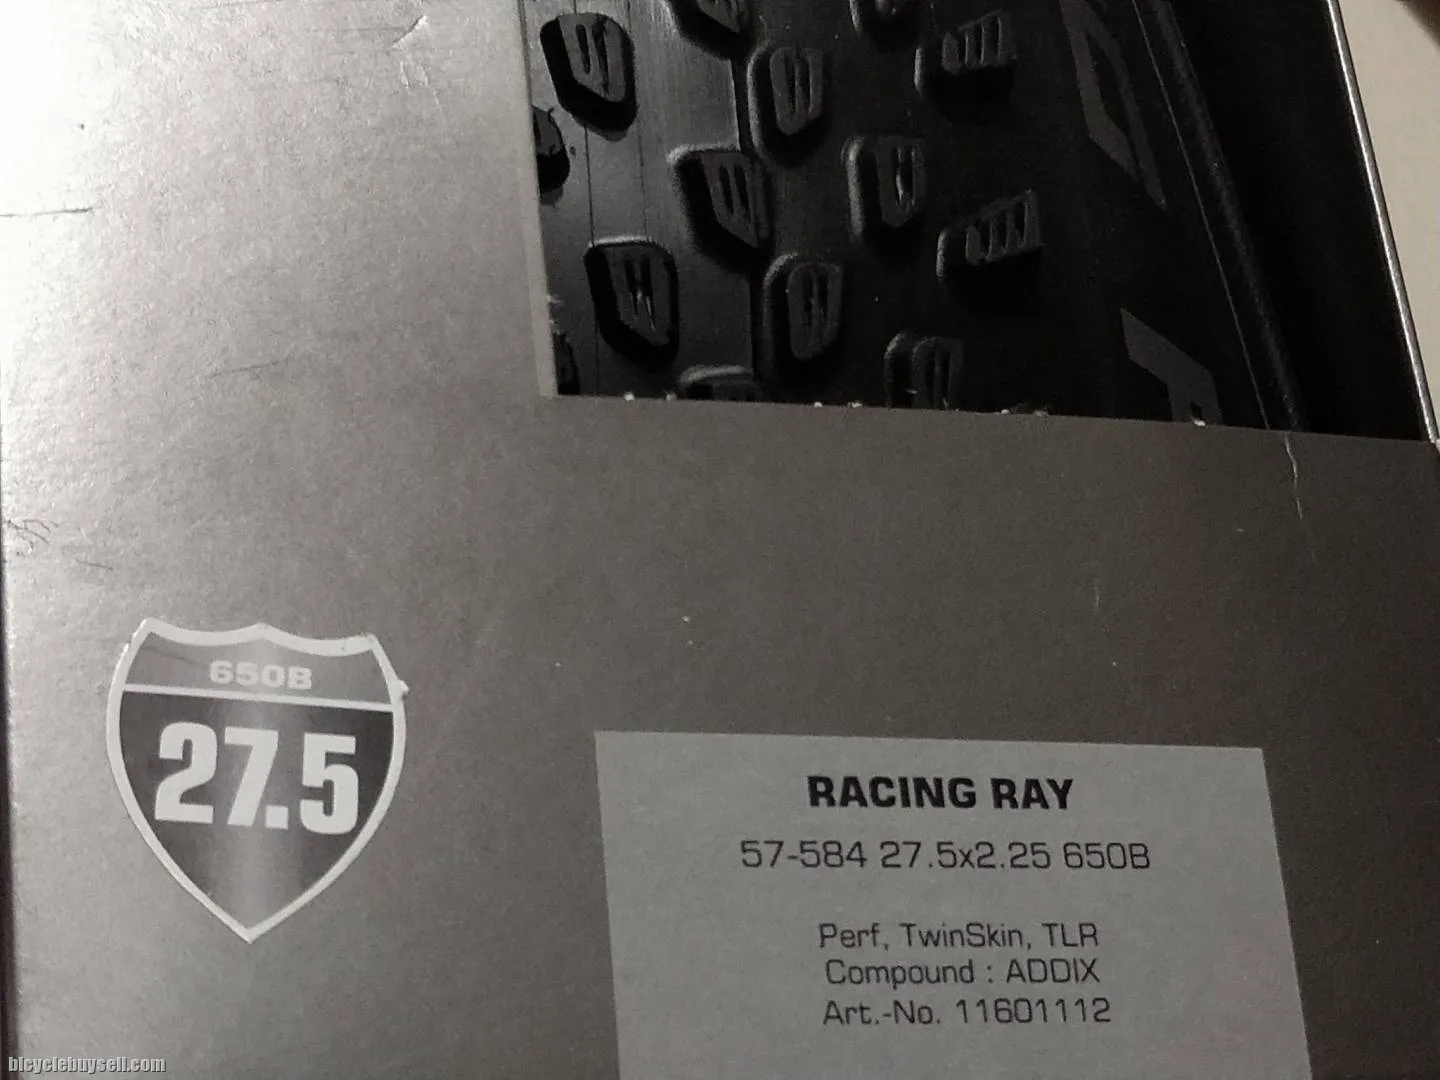 650B
27.5
RACING RAY
57-584 27.5x2.25 650B
Perf, TwinSkin, TLR
Compound : ADDIX
Art.-No. 11601112
bicyclebuysell.com